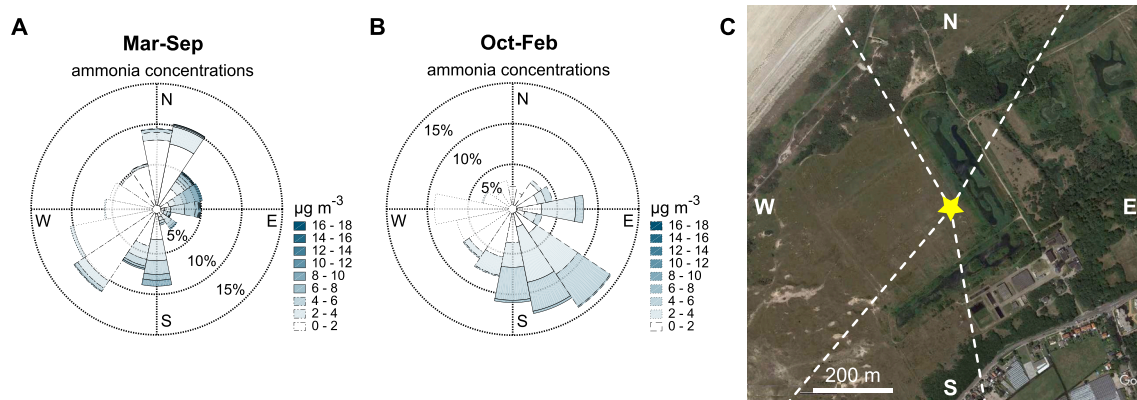 A
Mar-Sep
ammonia concentrations
N
W
E
S
5%
10%
15%
µg m-3
16 - 18
14 - 16
12 - 14
10 - 12
8 - 10
6 - 8
4 - 6
2 - 4
0 - 2
B
Oct-Feb
ammonia concentrations
15%
10%
5%
N
W
E
S
µg m-3
16 - 18
14 - 16
12 - 14
10 - 12
8 - 10
6 - 8
4 - 6
2 - 4
0 - 2
C
N
W
E
S
200 m
Go